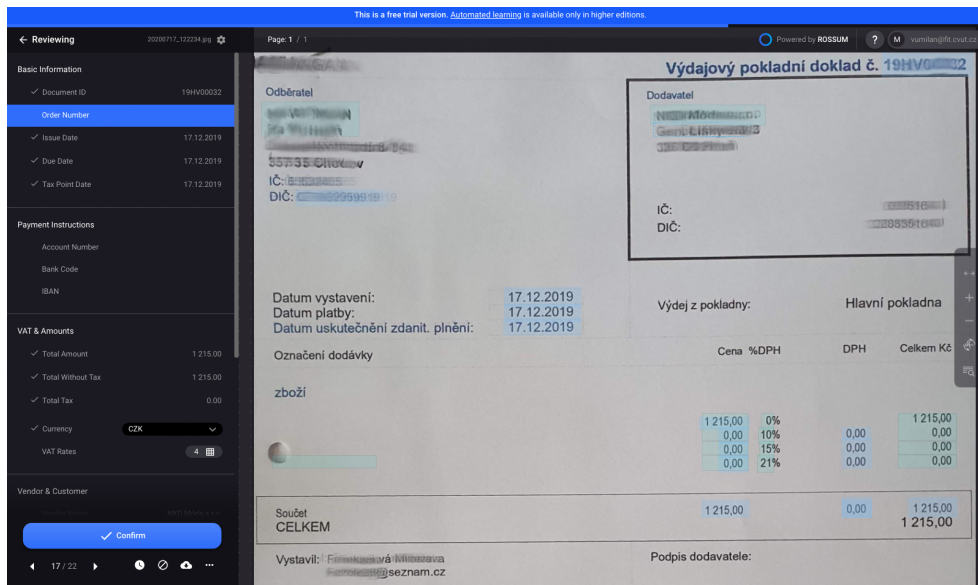 This is a free trial version. Automated learning is available only in higher editions.
Reviewing
20200717_122234.jpg
Page: 1 / 1
Powered by ROSSUM
?
M
vumilan@fit.cvut.cz
Basic Information
Document ID 19HV00032
Order Number
Issue Date 17.12.2019
Due Date 17.12.2019
Tax Point Date 17.12.2019
Payment Instructions
Account Number
Bank Code
IBAN
VAT & Amounts
Total Amount 1 215.00
Total Without Tax 1 215.00
Total Tax 0.00
Currency CZK
VAT Rates 4
Vendor & Customer
Confirm
17 / 22
Výdajový pokladní doklad č.
Odběratel
IČ:
DIČ:
Dodavatel
IČ:
DIČ:
Datum vystavení: 17.12.2019
Datum platby: 17.12.2019
Datum uskutečnění zdanit. plnění: 17.12.2019
Výdej z pokladny: Hlavní pokladna
Označení dodávky Cena %DPH DPH Celkem Kč
zboží
1 215,00 0% 1 215,00
0,00 10% 0,00 0,00
0,00 15% 0,00 0,00
0,00 21% 0,00 0,00
Součet 1 215,00 0,00 1 215,00
CELKEM 1 215,00
Vystavil:
@seznam.cz
Podpis dodavatele: